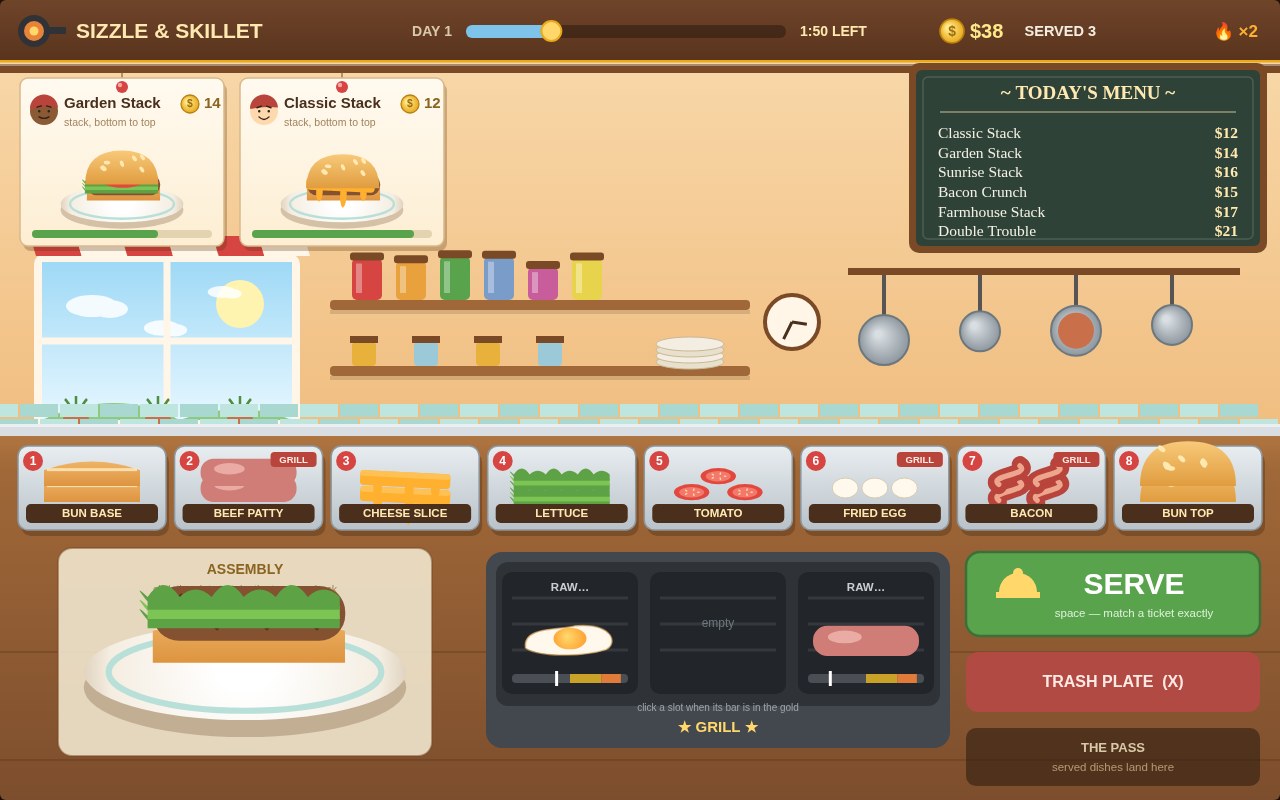 SIZZLE & SKILLET
DAY 1
1:50 LEFT
$ $38
SERVED 3
×2
Garden Stack
$ 14
stack, bottom to top
Classic Stack
$ 12
stack, bottom to top
~ TODAY'S MENU ~
Classic Stack $12
Garden Stack $14
Sunrise Stack $16
Bacon Crunch $15
Farmhouse Stack $17
Double Trouble $21
1 BUN BASE
2 GRILL BEEF PATTY
3 CHEESE SLICE
4 LETTUCE
5 TOMATO
6 GRILL FRIED EGG
7 GRILL BACON
8 BUN TOP
ASSEMBLY
RAW…
empty
RAW…
click a slot when its bar is in the gold
★ GRILL ★
SERVE
space — match a ticket exactly
TRASH PLATE (X)
THE PASS
served dishes land here